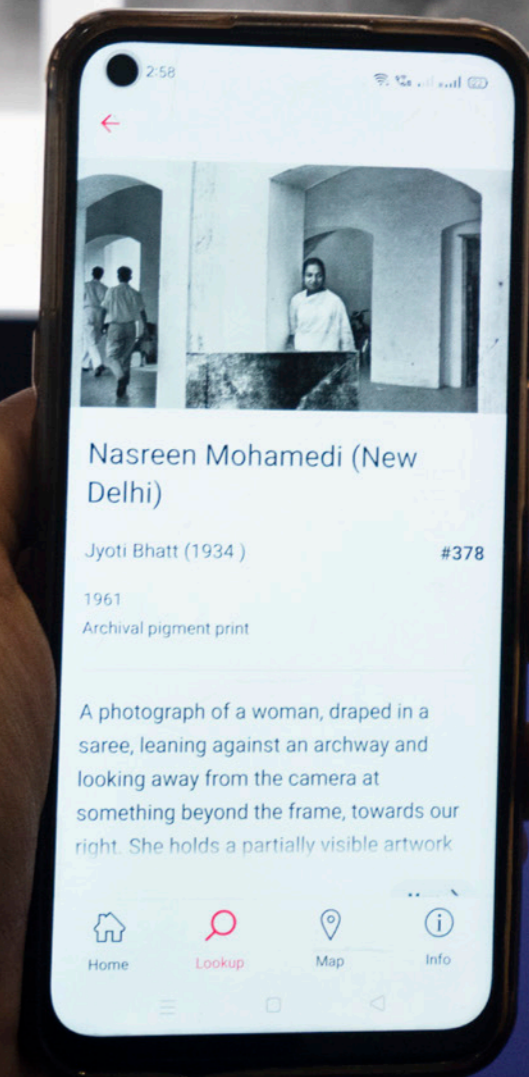 2:58
Nasreen Mohamedi (New
Delhi)
Jyoti Bhatt (1934 )
#378
1961
Archival pigment print
A photograph of a woman, draped in a
saree, leaning against an archway and
looking away from the camera at
something beyond the frame, towards our
right. She holds a partially visible artwork
Home
Lookup
Map
Info